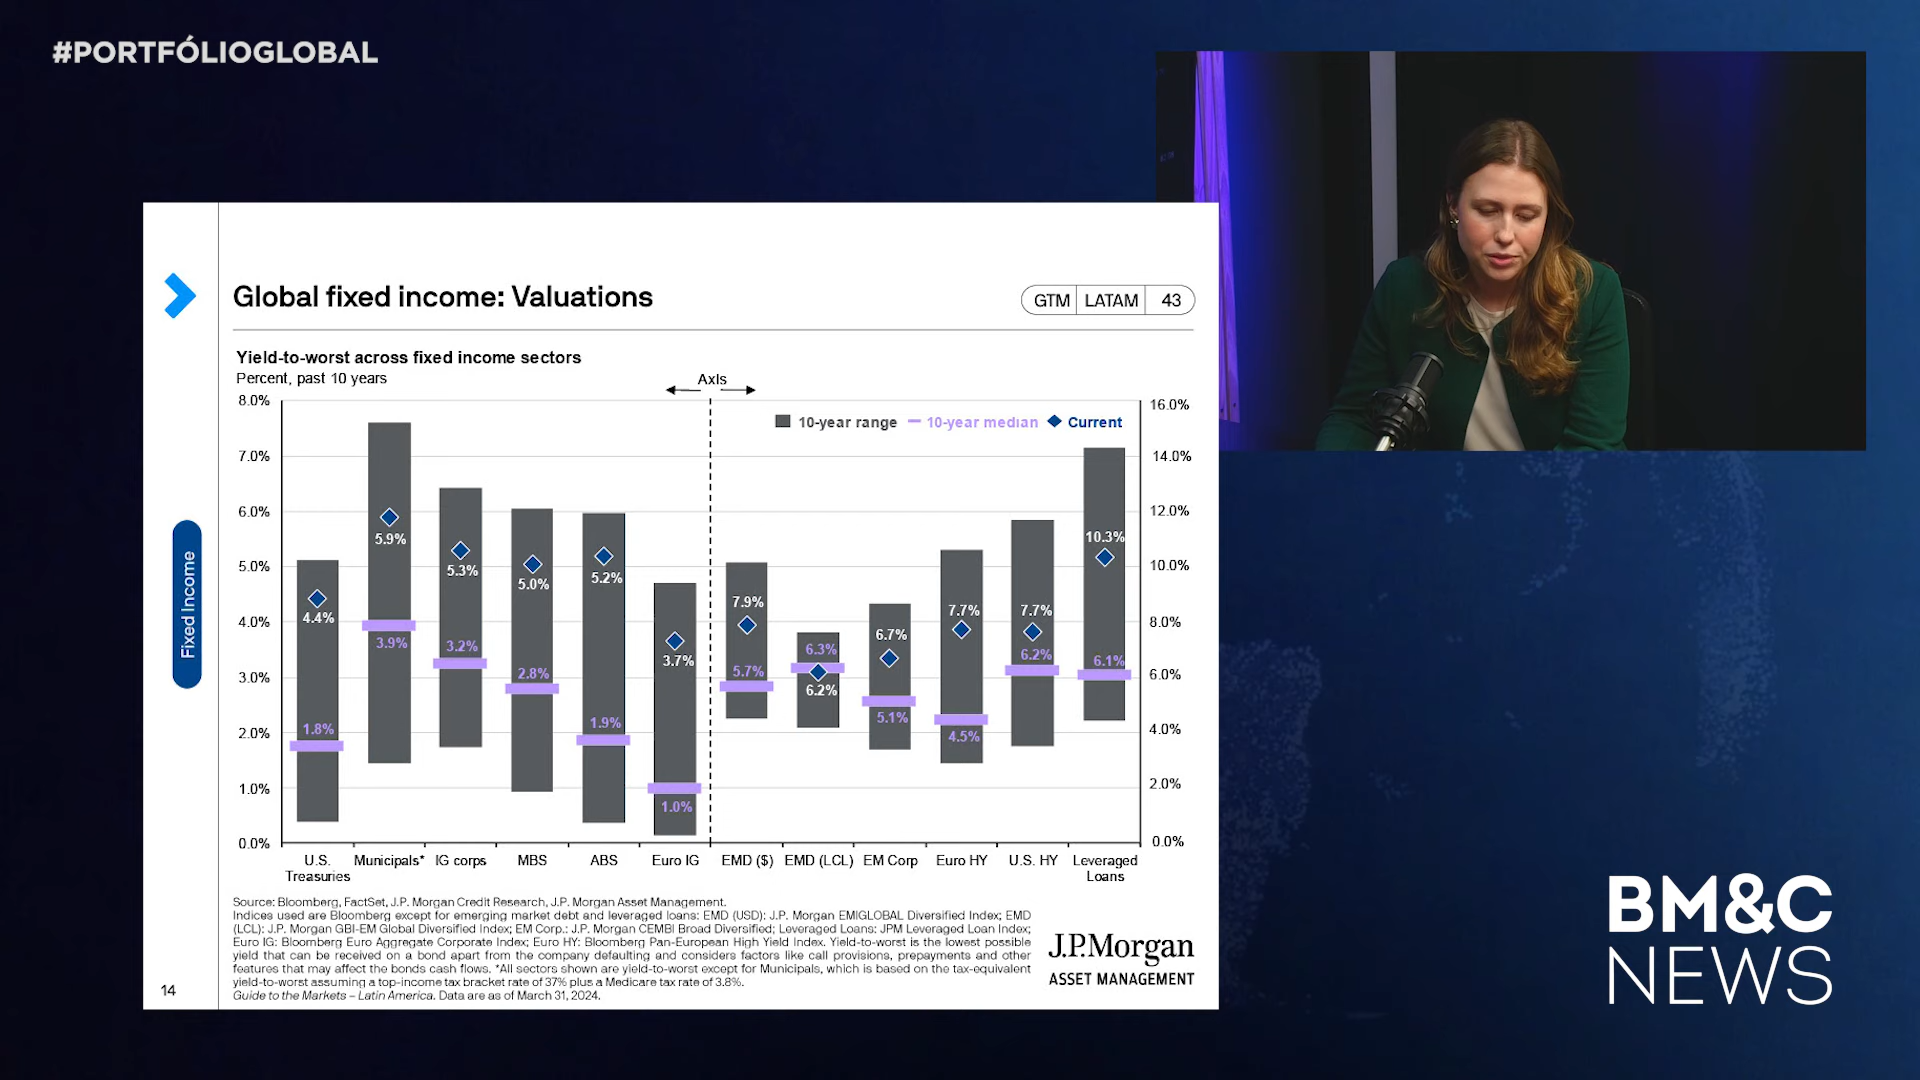 #PORTFÓLIOGLOBAL
Global fixed income: Valuations
GTM LATAM 43
Yield-to-worst across fixed income sectors
Percent, past 10 years
Axis
10-year range 10-year median Current
8.0%
7.0%
6.0%
5.0%
4.0%
3.0%
2.0%
1.0%
0.0%
16.0%
14.0%
12.0%
10.0%
8.0%
6.0%
4.0%
2.0%
0.0%
4.4%
1.8%
5.9%
3.9%
5.3%
3.2%
5.0%
2.8%
5.2%
1.9%
3.7%
1.0%
7.9%
5.7%
6.3%
6.2%
6.7%
5.1%
7.7%
4.5%
7.7%
6.2%
10.3%
6.1%
U.S. Treasuries
Municipals*
IG corps
MBS
ABS
Euro IG
EMD ($)
EMD (LCL)
EM Corp
Euro HY
U.S. HY
Leveraged Loans
Fixed Income
Source: Bloomberg, FactSet, J.P. Morgan Credit Research, J.P. Morgan Asset Management.
Indices used are Bloomberg except for emerging market debt and leveraged loans: EMD (USD): J.P. Morgan EMIGLOBAL Diversified Index; EMD
(LCL): J.P. Morgan GBI-EM Global Diversified Index; EM Corp.: J.P. Morgan CEMBI Broad Diversified; Leveraged Loans: JPM Leveraged Loan Index;
Euro IG: Bloomberg Euro Aggregate Corporate Index; Euro HY: Bloomberg Pan-European High Yield Index. Yield-to-worst is the lowest possible
yield that can be received on a bond apart from the company defaulting and considers factors like call provisions, prepayments and other
features that may affect the bonds cash flows. *All sectors shown are yield-to-worst except for Municipals, which is based on the tax-equivalent
yield-to-worst assuming a top-income tax bracket rate of 37% plus a Medicare tax rate of 3.8%.
Guide to the Markets – Latin America. Data are as of March 31, 2024.
14
J.P.Morgan
ASSET MANAGEMENT
BM&C
NEWS